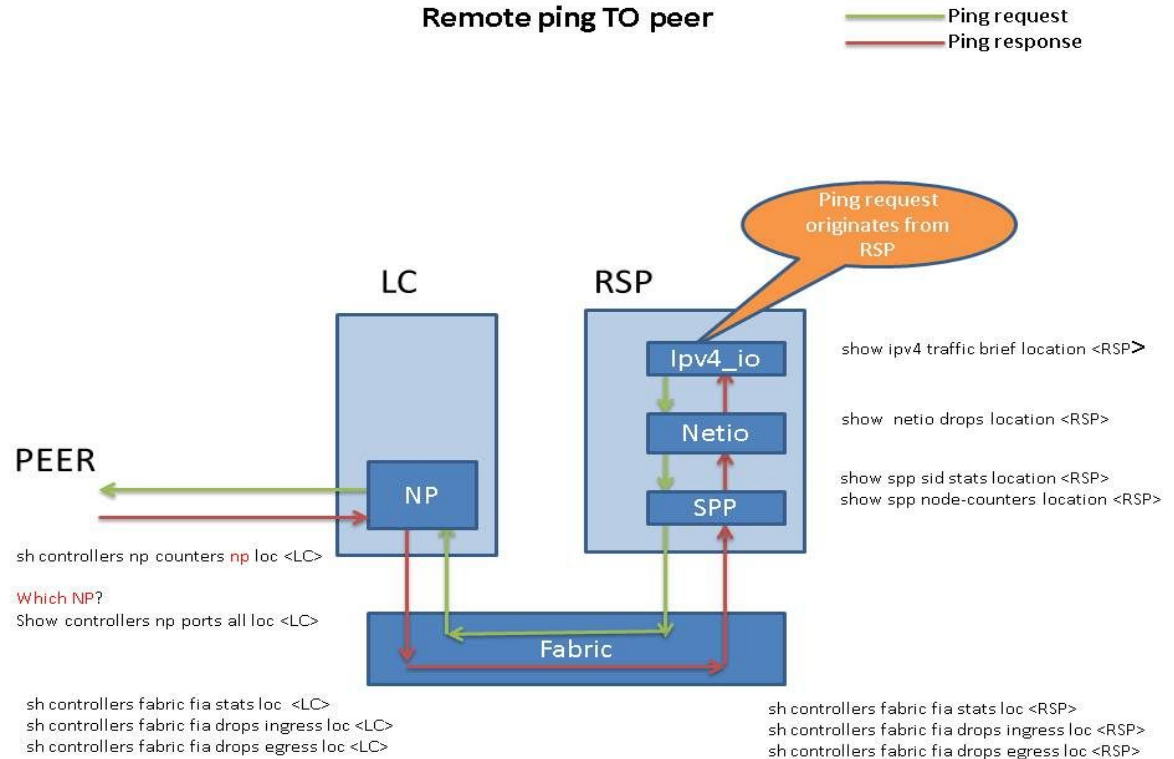 Remote ping TO peer
Ping request
Ping response
Ping request
originates from
RSP
LC
RSP
Ipv4_io
show ipv4 traffic brief location <RSP>
Netio
show  netio drops location <RSP>
PEER
NP
SPP
show spp sid stats location <RSP>
show spp node-counters location <RSP>
sh controllers np counters np loc <LC>
Which NP?
Show controllers np ports all loc <LC>
Fabric
sh controllers fabric fia stats loc  <LC>
sh controllers fabric fia drops ingress loc <LC>
sh controllers fabric fia drops egress loc <LC>
sh controllers fabric fia stats loc <RSP>
sh controllers fabric fia drops ingress loc <RSP>
sh controllers fabric fia drops egress loc <RSP>